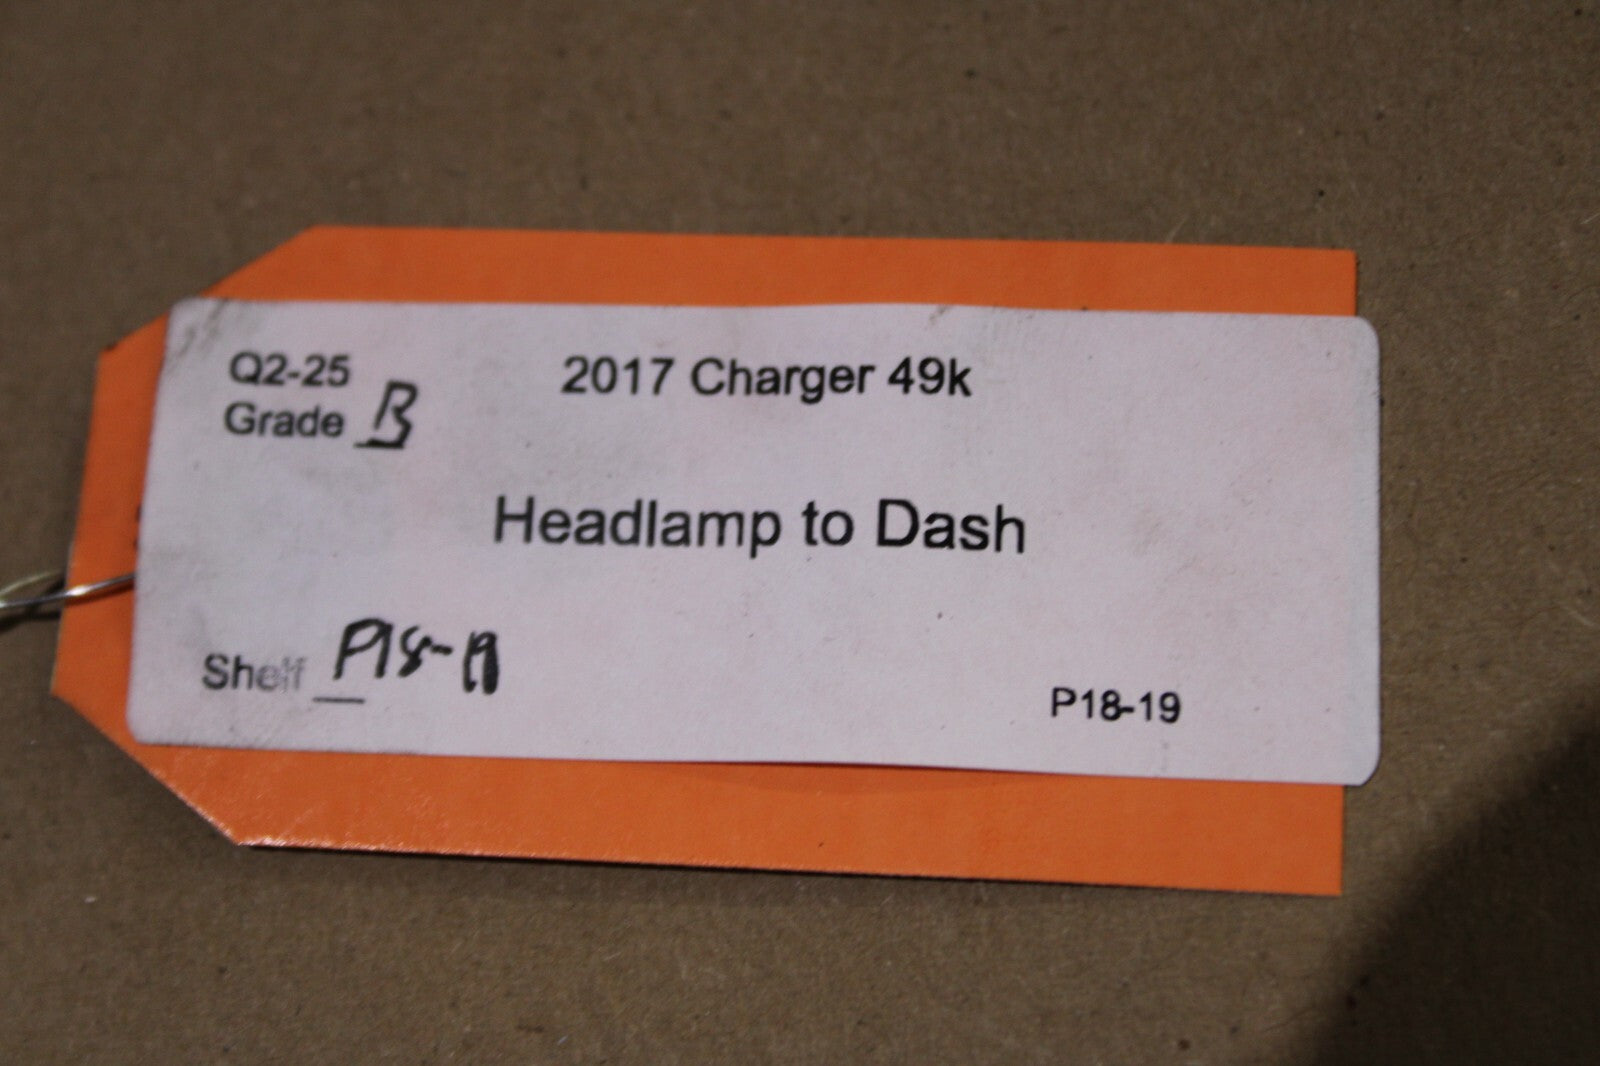 Q2-25
Grade B
2017 Charger 49k
Headlamp to Dash
Shelf P18-19
P18-19